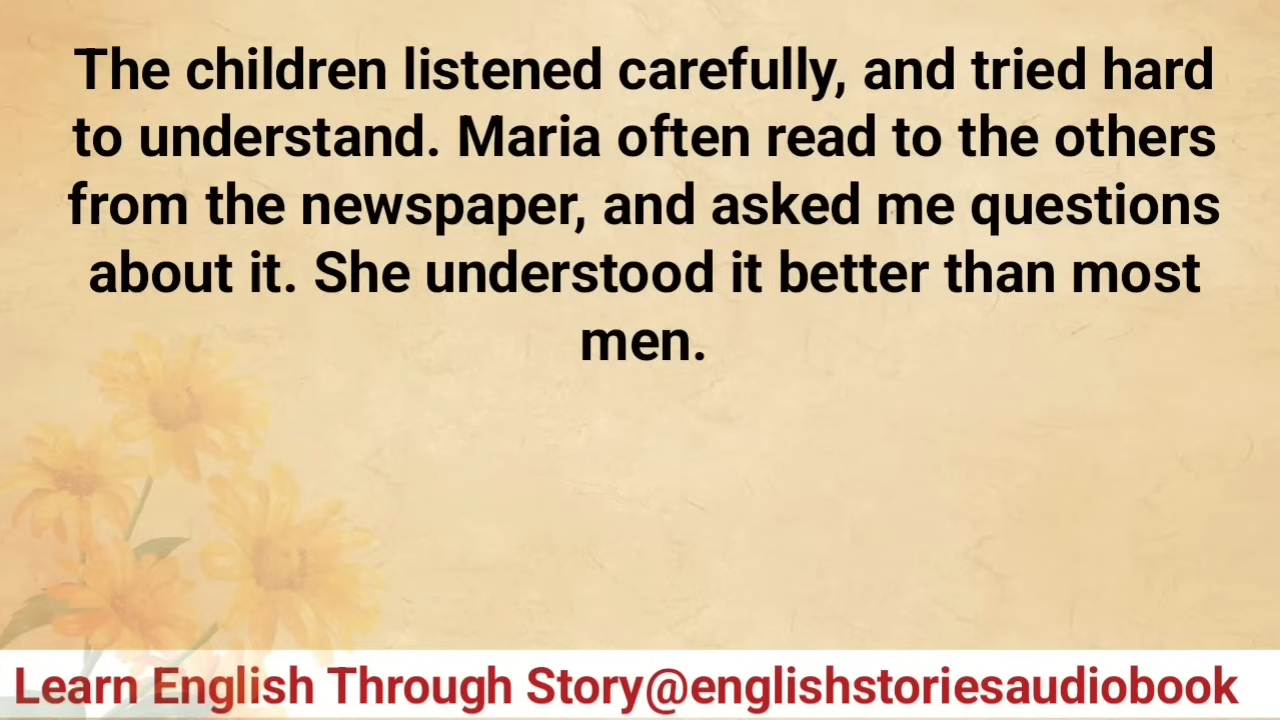 The children listened carefully, and tried hard
to understand. Maria often read to the others
from the newspaper, and asked me questions
about it. She understood it better than most
men.
Learn English Through Story@englishstoriesaudiobook